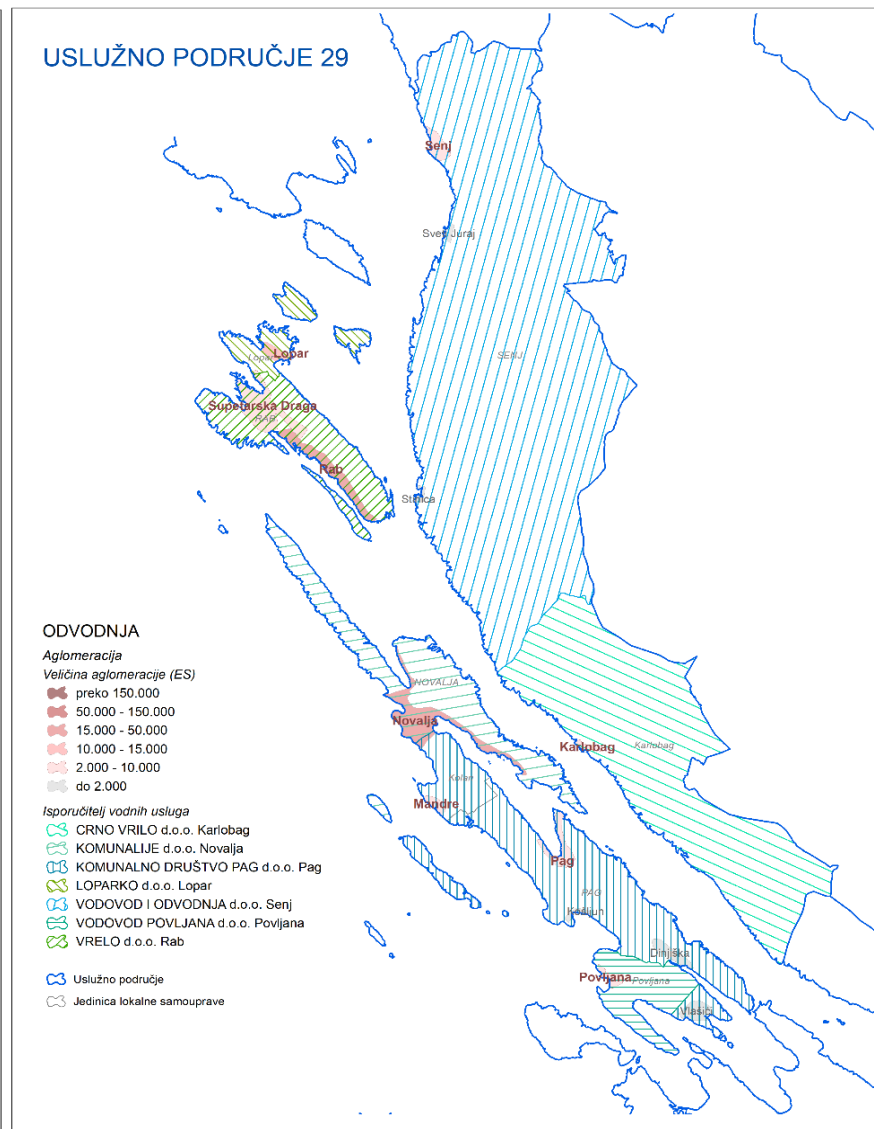 USLUŽNO PODRUČJE 29
Senj
Sveti Juraj
SENJ
Lopar
Lopar
Supetarska Draga
RAB
Rab
Stinica
NOVALJA
Novalja
Karlobag
Karlobag
Kolan
Mandre
Pag
PAG
Košljun
Dinjiška
Povljana
Povljana
Vlašići
ODVODNJA
Aglomeracija
Veličina aglomeracije (ES)
preko 150.000
50.000 - 150.000
15.000 - 50.000
10.000 - 15.000
2.000 - 10.000
do 2.000
Isporučitelj vodnih usluga
CRNO VRILO d.o.o. Karlobag
KOMUNALIJE d.o.o. Novalja
KOMUNALNO DRUŠTVO PAG d.o.o. Pag
LOPARKO d.o.o. Lopar
VODOVOD I ODVODNJA d.o.o. Senj
VODOVOD POVLJANA d.o.o. Povljana
VRELO d.o.o. Rab
Uslužno područje
Jedinica lokalne samouprave